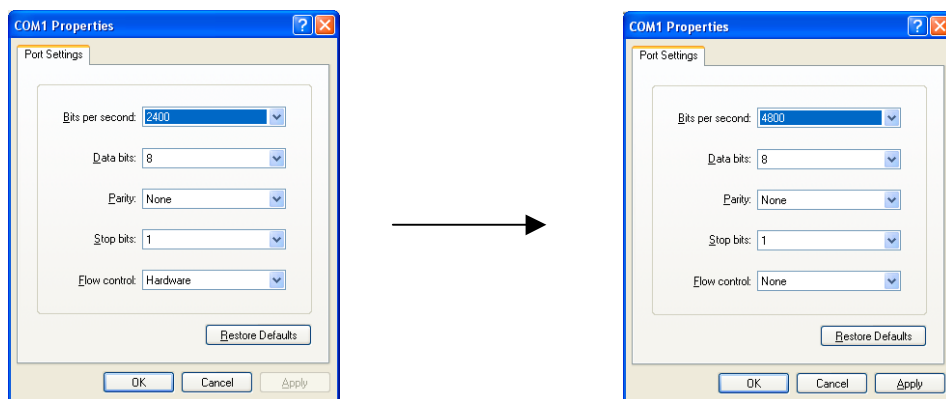 COM1 Properties
Port Settings
Bits per second: 2400
Data bits: 8
Parity: None
Stop bits: 1
Flow control: Hardware
Restore Defaults
OK Cancel Apply
COM1 Properties
Port Settings
Bits per second: 4800
Data bits: 8
Parity: None
Stop bits: 1
Flow control: None
Restore Defaults
OK Cancel Apply